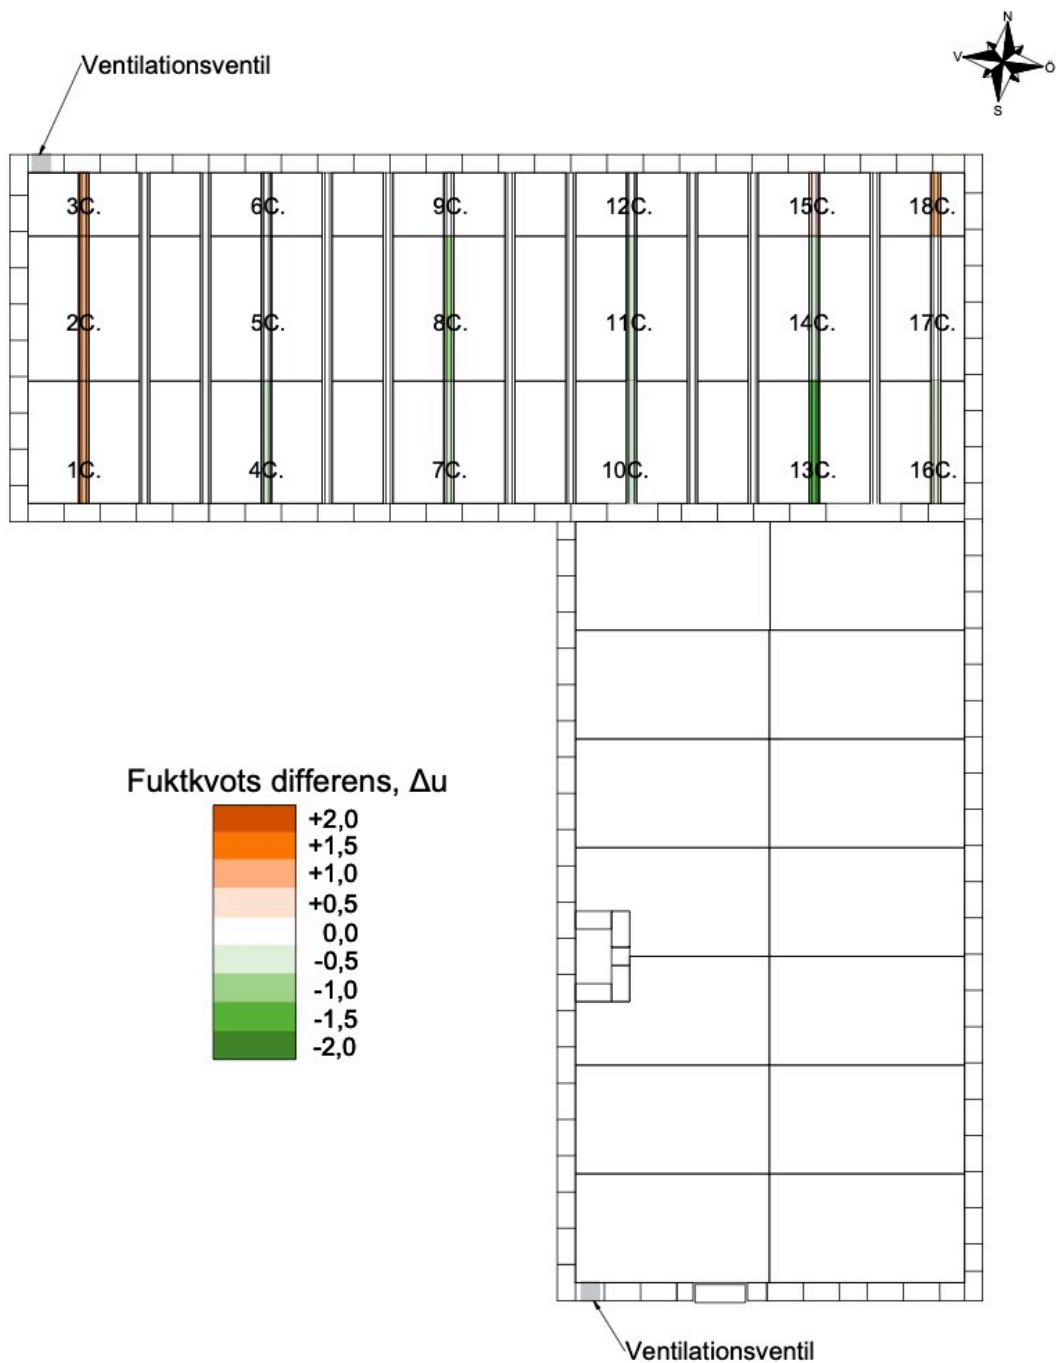 N
V
Ö
S
Ventilationsventil
3C. 6C. 9C. 12C. 15C. 18C.
2C. 5C. 8C. 11C. 14C. 17C.
1C. 4C. 7C. 10C. 13C. 16C.
Fuktkvots differens, Δu
+2,0
+1,5
+1,0
+0,5
0,0
-0,5
-1,0
-1,5
-2,0
Ventilationsventil